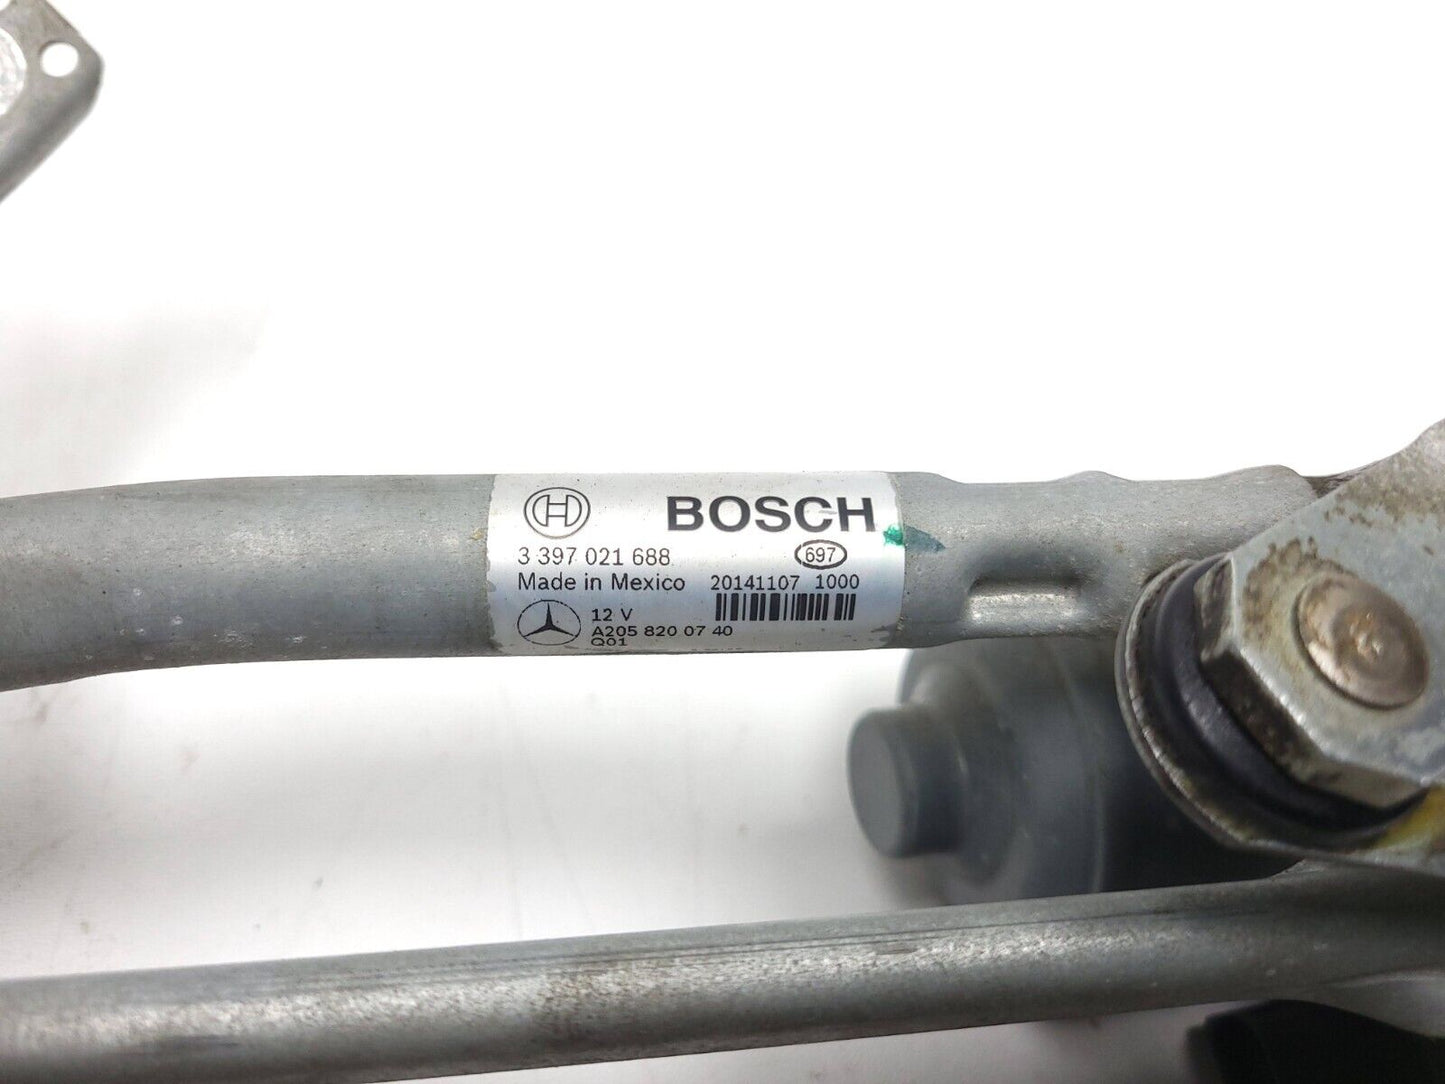 BOSCH
3 397 021 688 697
Made in Mexico 20141107 1000
12 V
A205 820 07 40
Q01